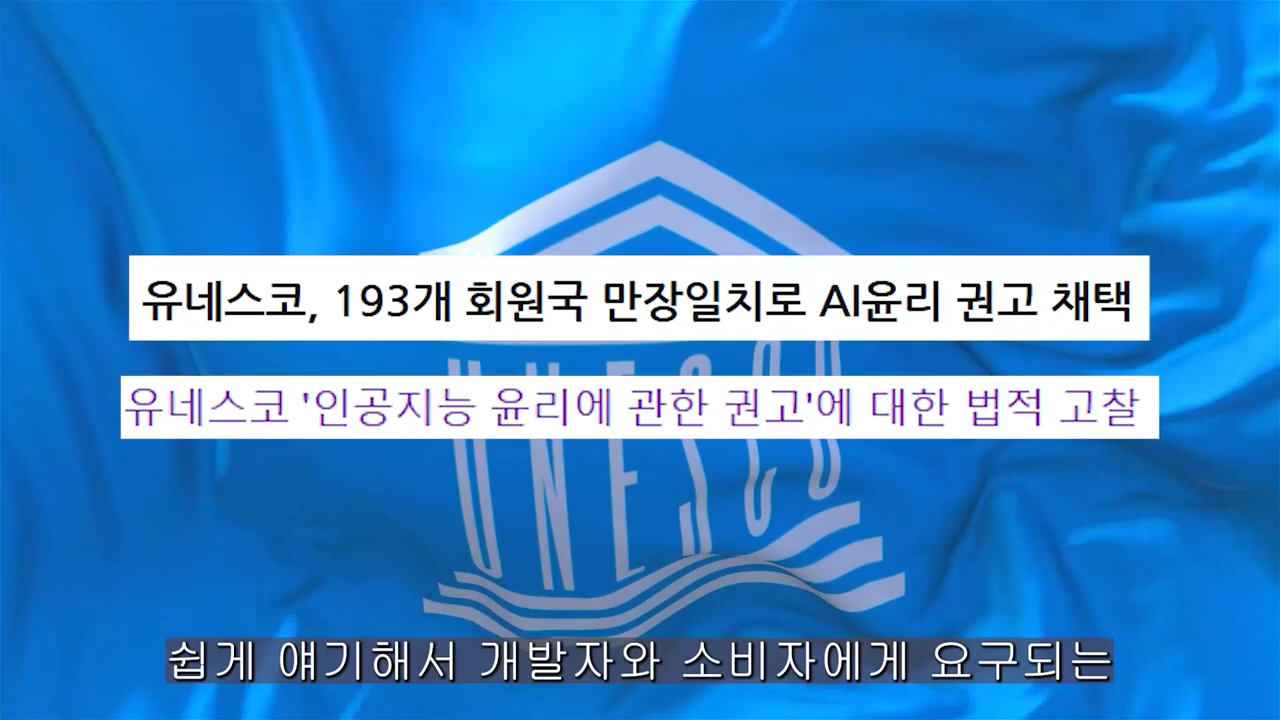 유네스코, 193개 회원국 만장일치로 AI윤리 권고 채택
유네스코 '인공지능 윤리에 관한 권고'에 대한 법적 고찰
UNESCO
쉽게 얘기해서 개발자와 소비자에게 요구되는